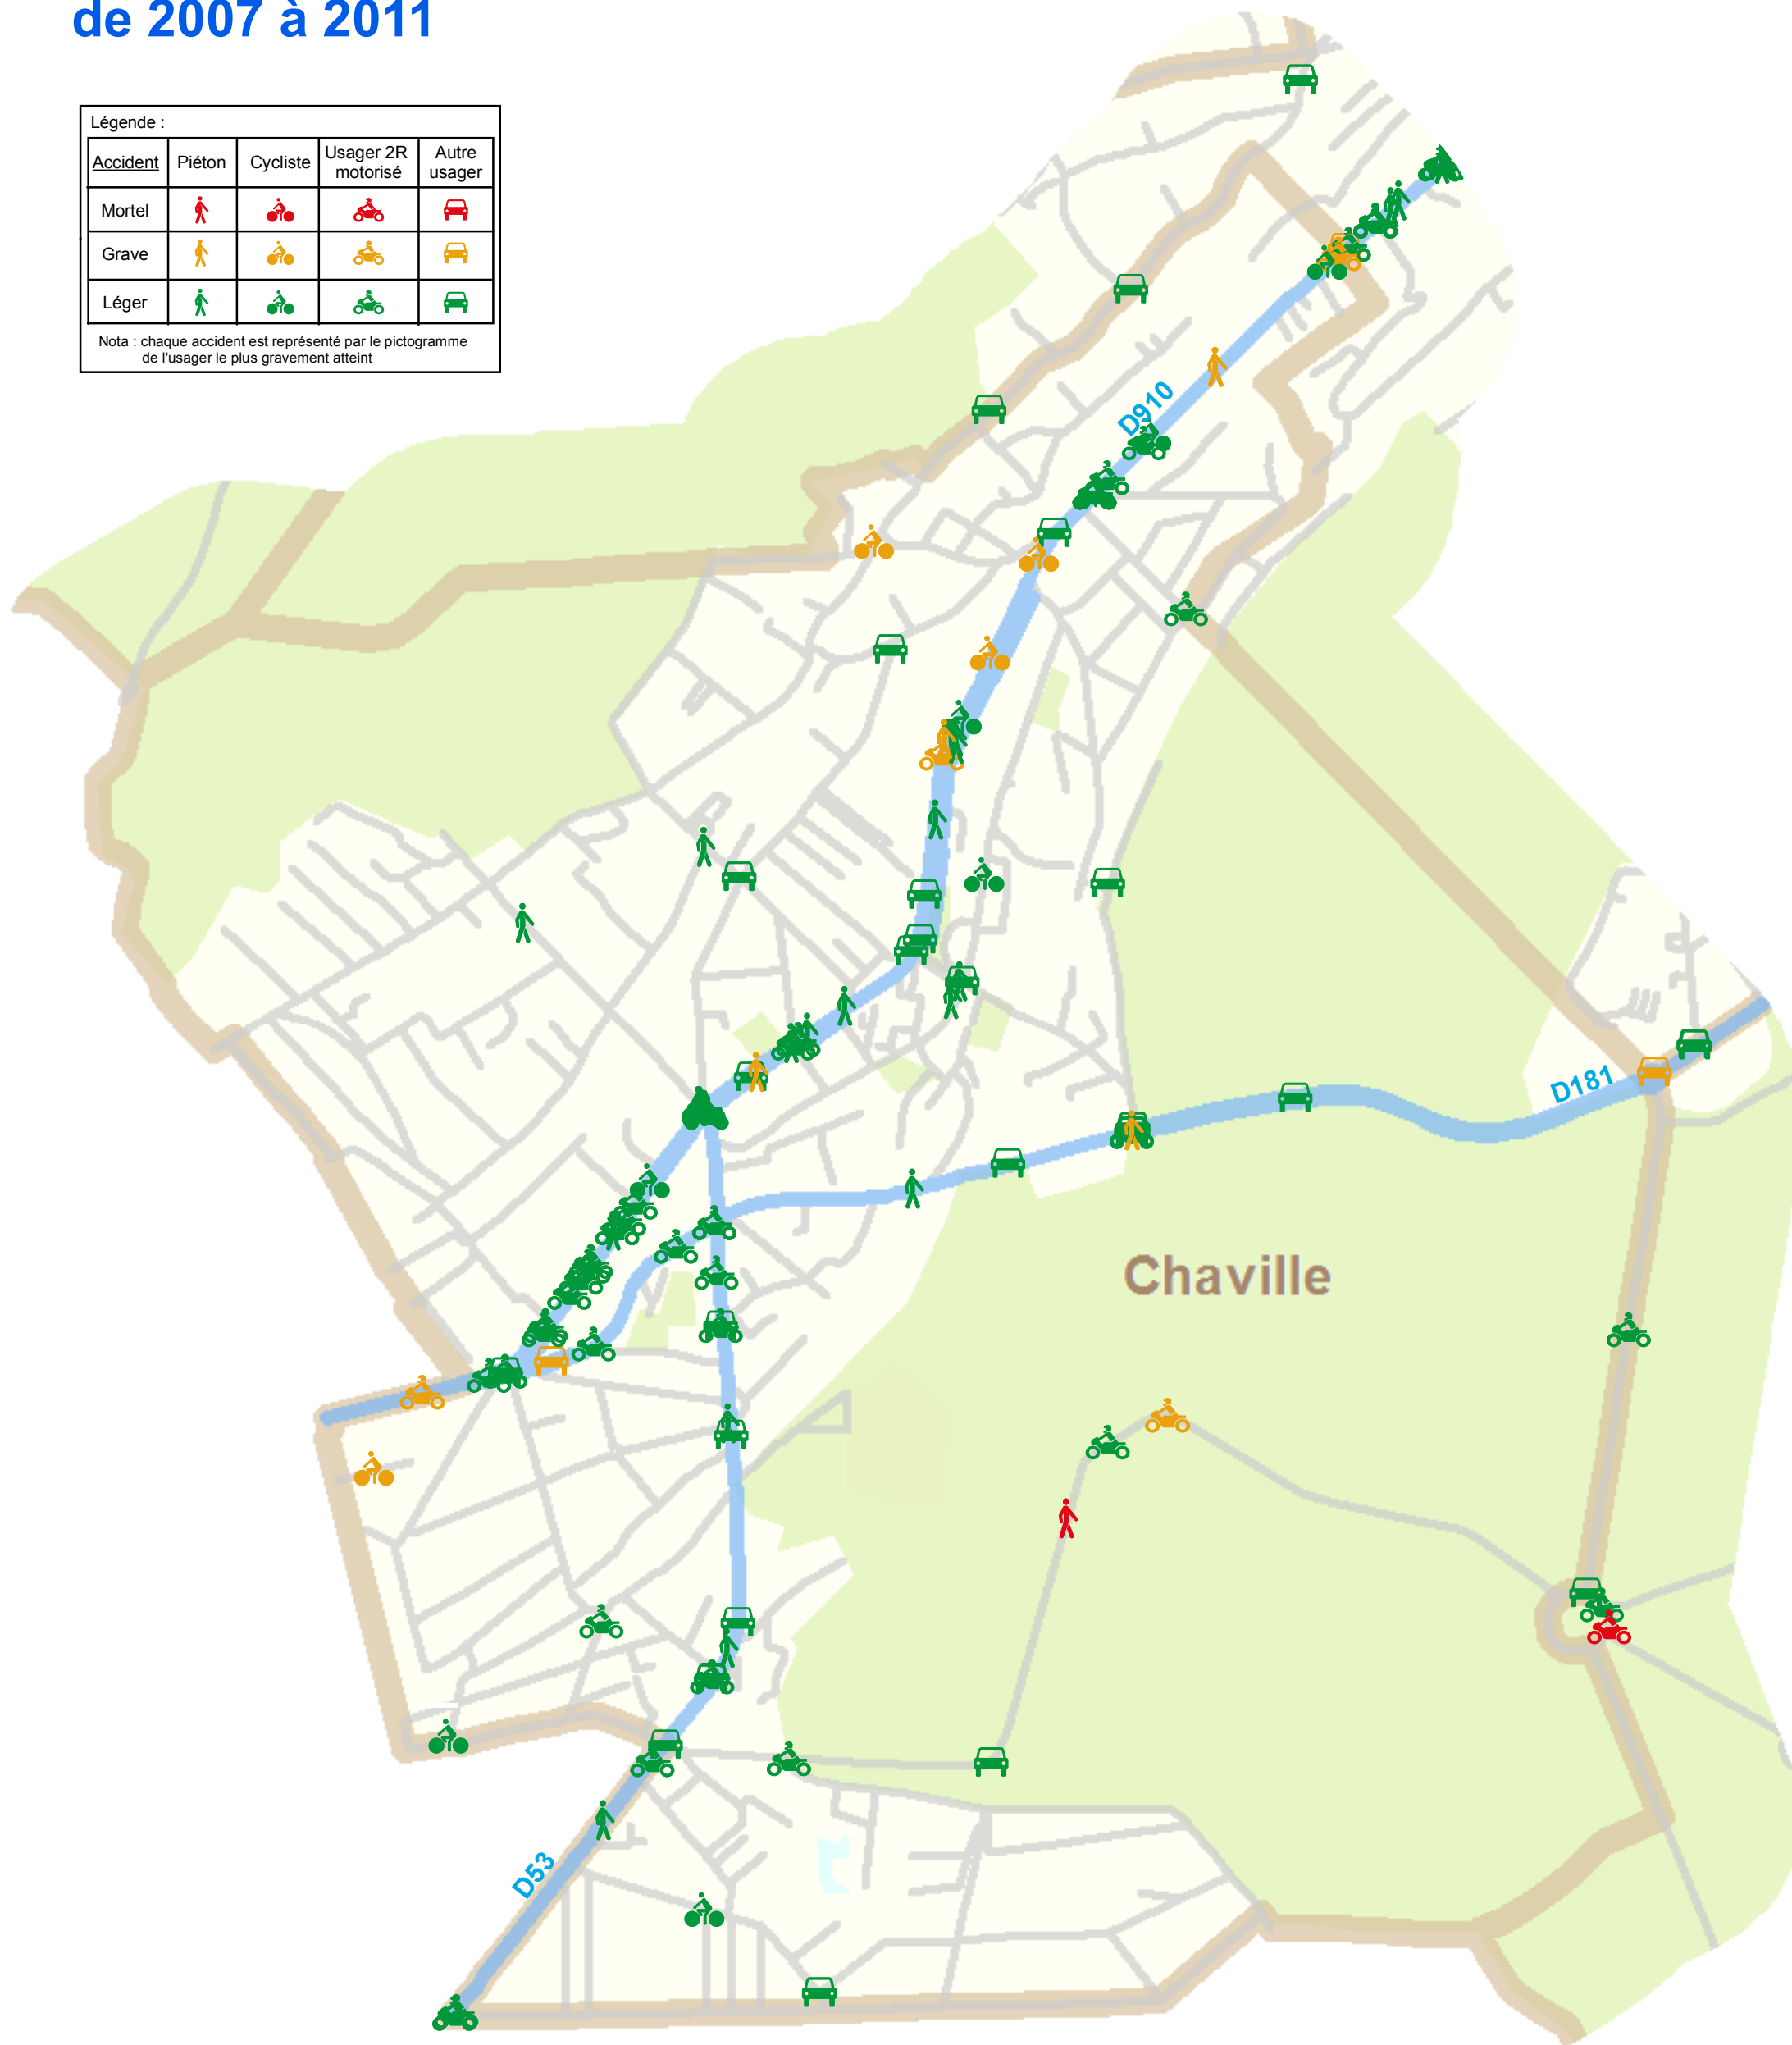 de 2007 à 2011
Légende :
Accident Piéton Cycliste Usager 2R motorisé Autre usager
Mortel
Grave
Léger
Nota : chaque accident est représenté par le pictogramme
de l'usager le plus gravement atteint
D910
D181
Chaville
D53